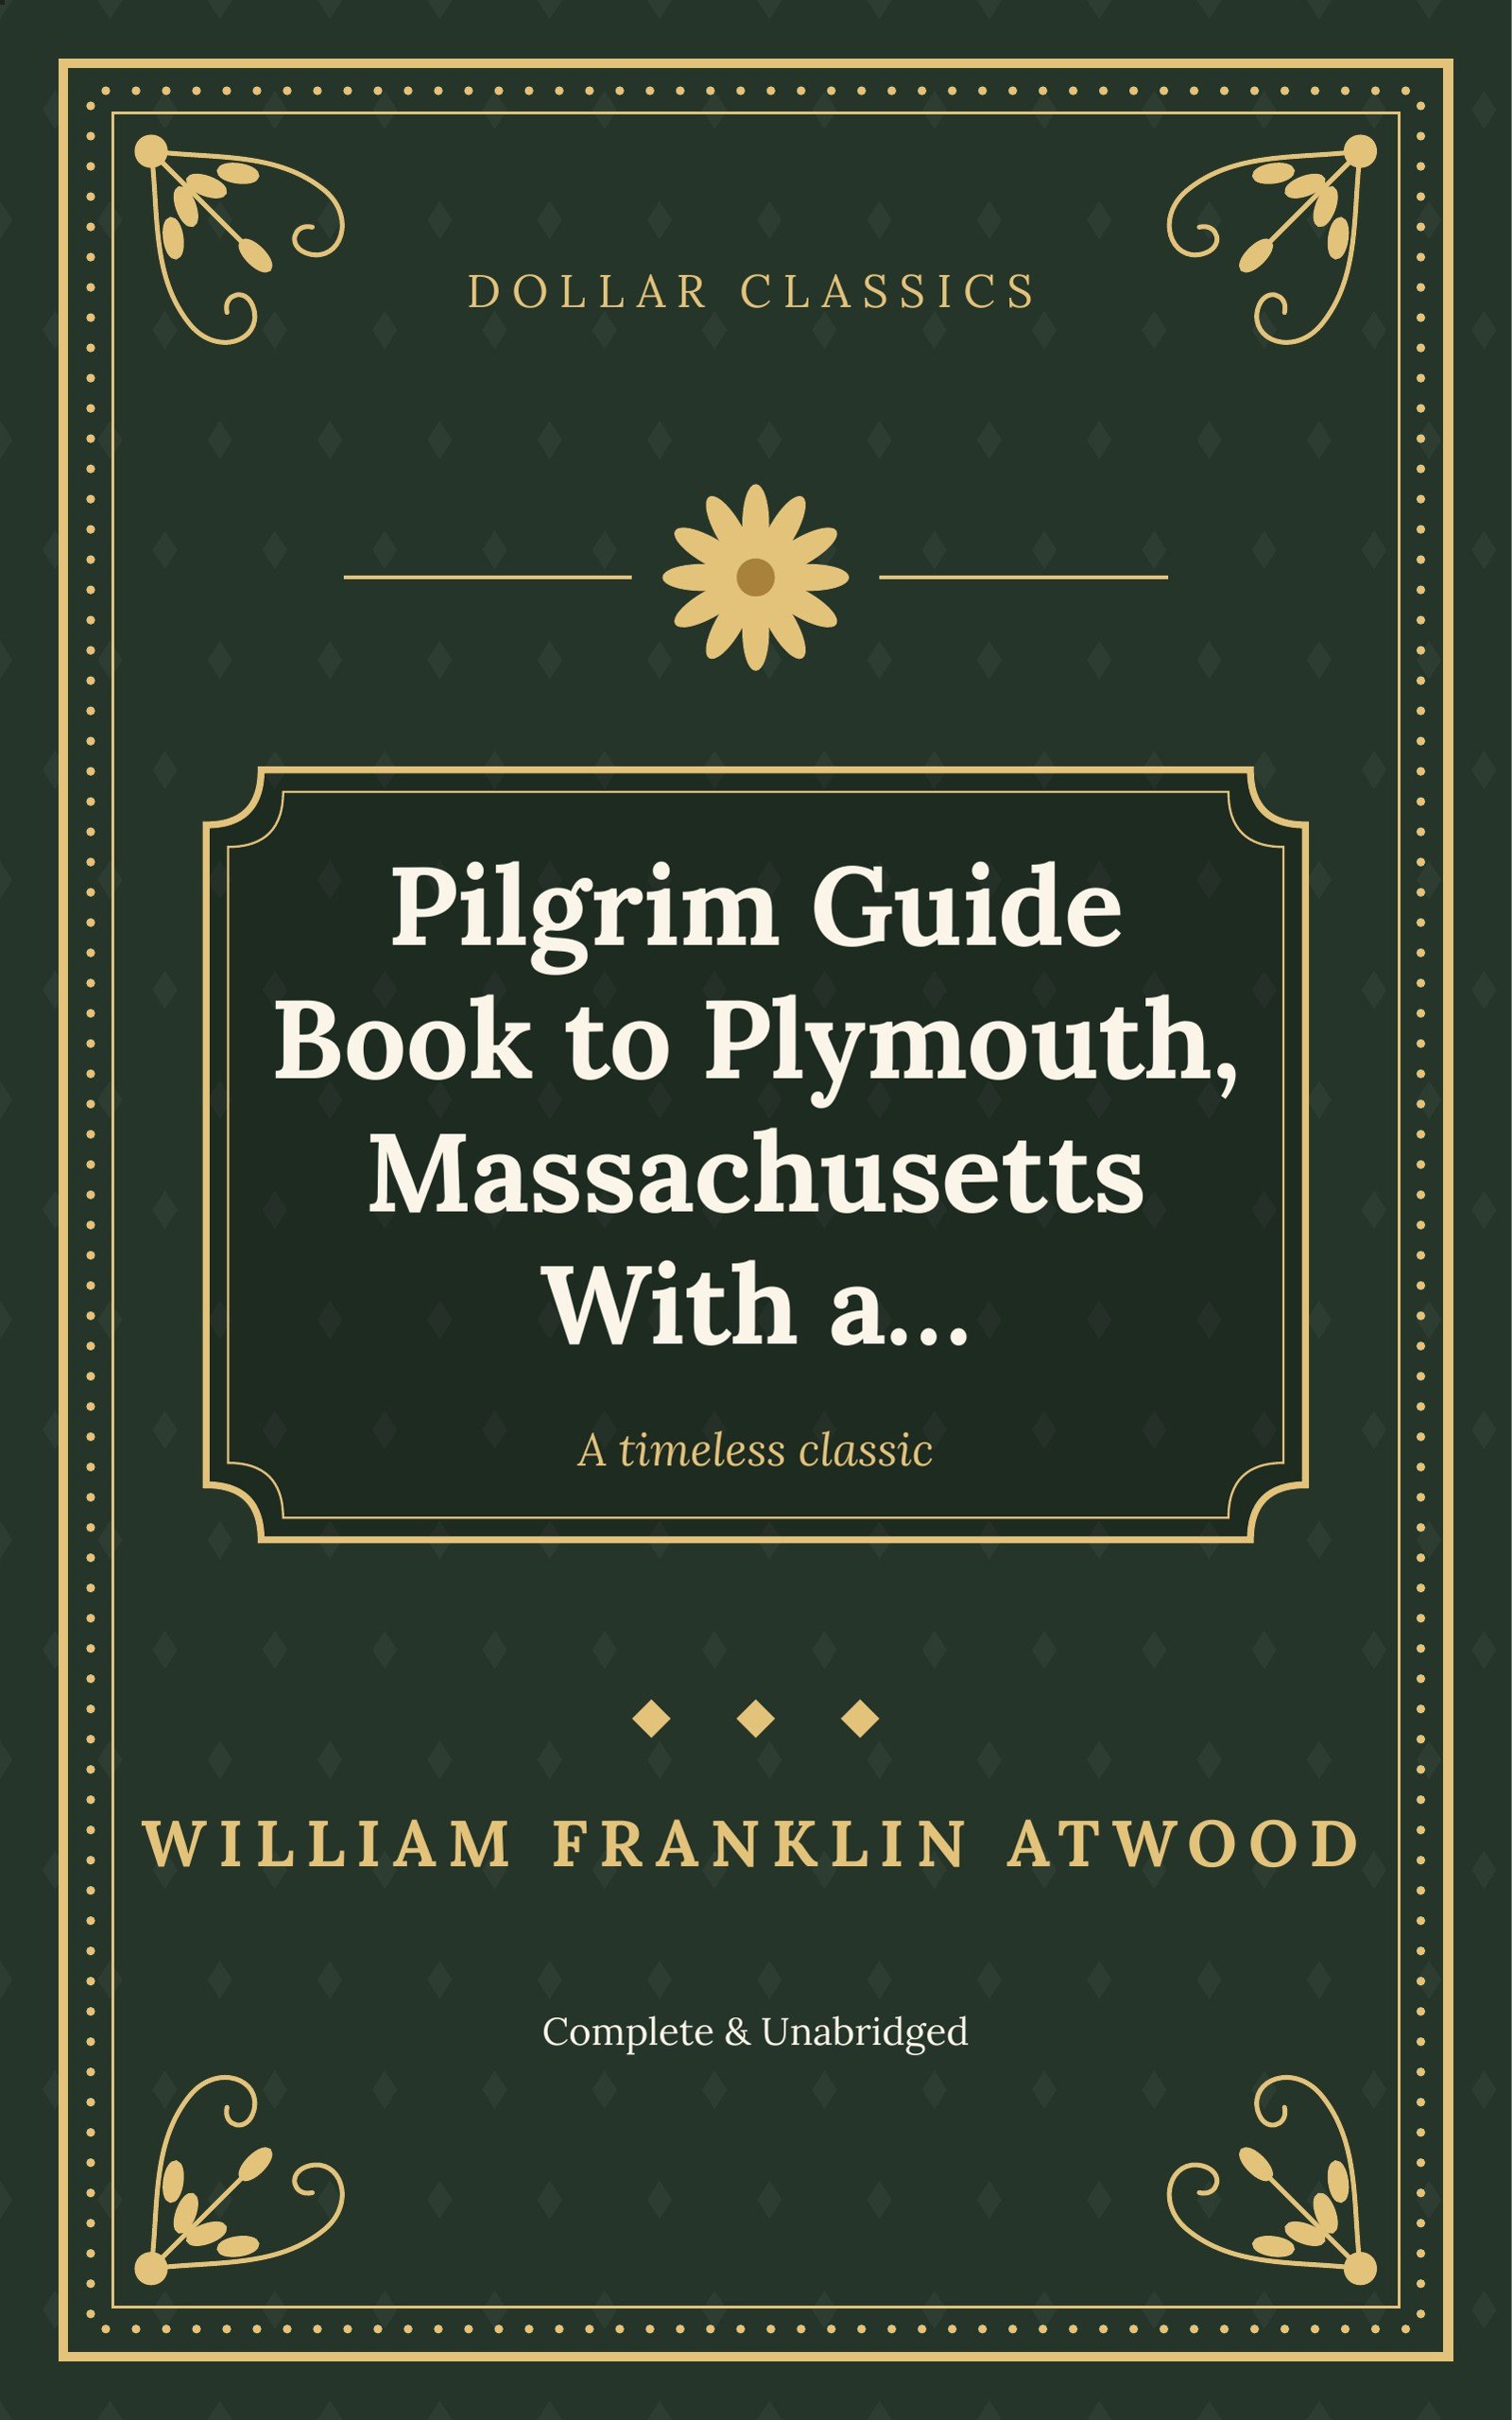 DOLLAR CLASSICS
Pilgrim Guide
Book to Plymouth,
Massachusetts
With a...
A timeless classic
WILLIAM FRANKLIN ATWOOD
Complete & Unabridged